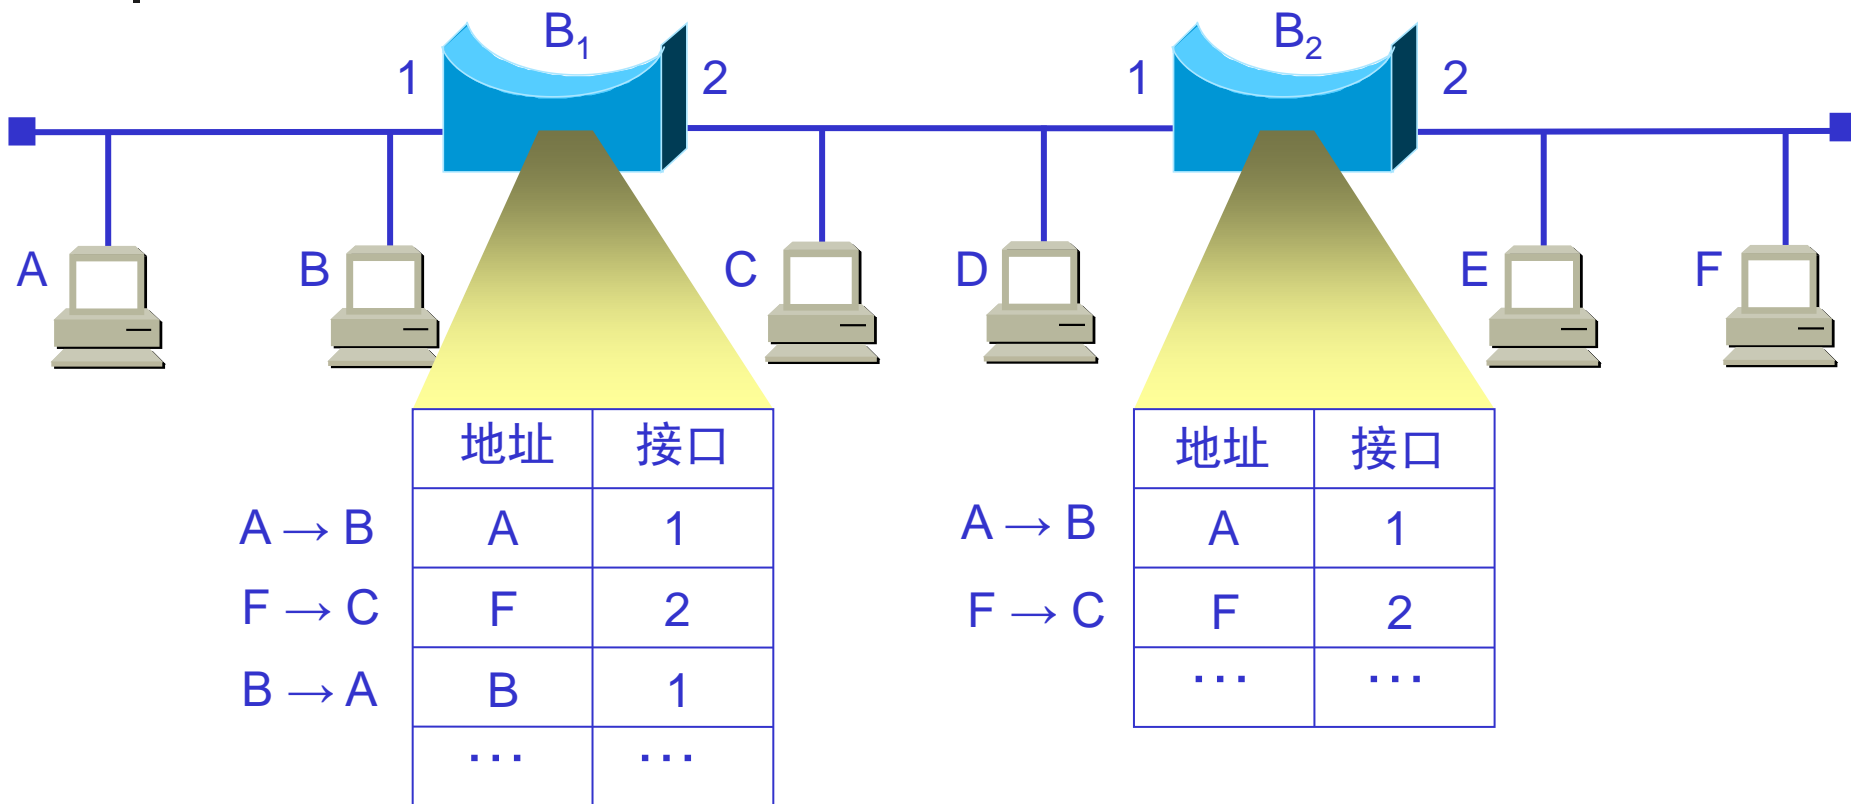 B1 B2
1 2 1 2
A B C D E F
地址 接口 地址 接口
A → B A 1 A → B A 1
F → C F 2 F → C F 2
B → A B 1 ··· ···
··· ···